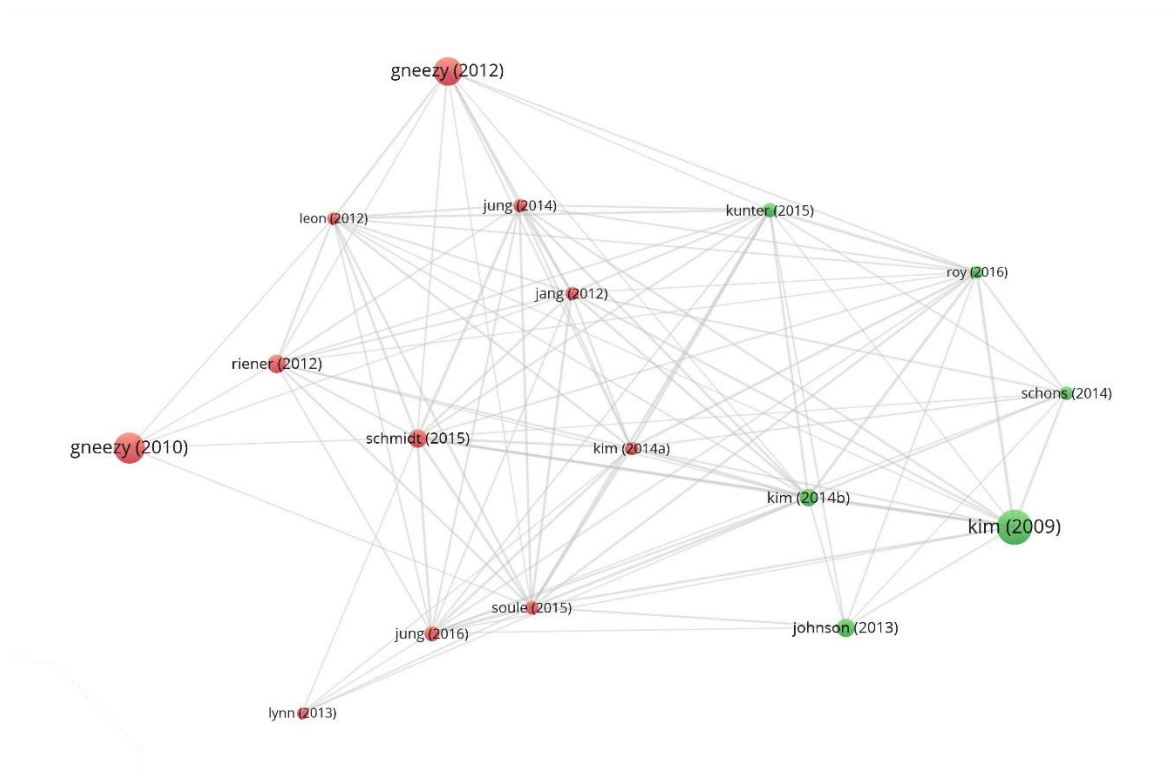 gneezy (2012)
jung (2014)
kunter (2015)
leon (2012)
roy (2016)
jang (2012)
riener (2012)
schons (2014)
schmidt (2015)
gneezy (2010)
kim (2014a)
kim (2014b)
kim (2009)
soule (2015)
johnson (2013)
jung (2016)
lynn (2013)